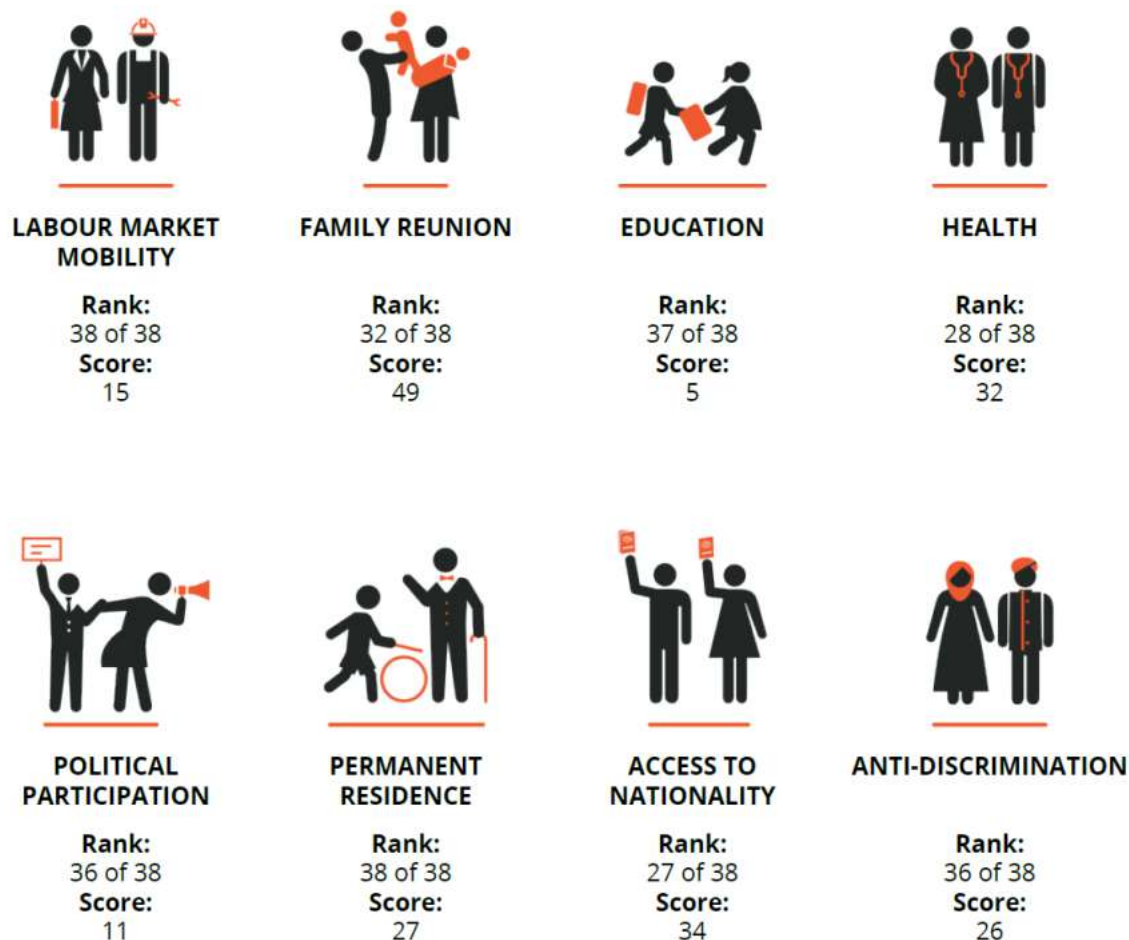 LABOUR MARKET
MOBILITY
Rank:
38 of 38
Score:
15
FAMILY REUNION
Rank:
32 of 38
Score:
49
EDUCATION
Rank:
37 of 38
Score:
5
HEALTH
Rank:
28 of 38
Score:
32
POLITICAL
PARTICIPATION
Rank:
36 of 38
Score:
11
PERMANENT
RESIDENCE
Rank:
38 of 38
Score:
27
ACCESS TO
NATIONALITY
Rank:
27 of 38
Score:
34
ANTI-DISCRIMINATION
Rank:
36 of 38
Score:
26